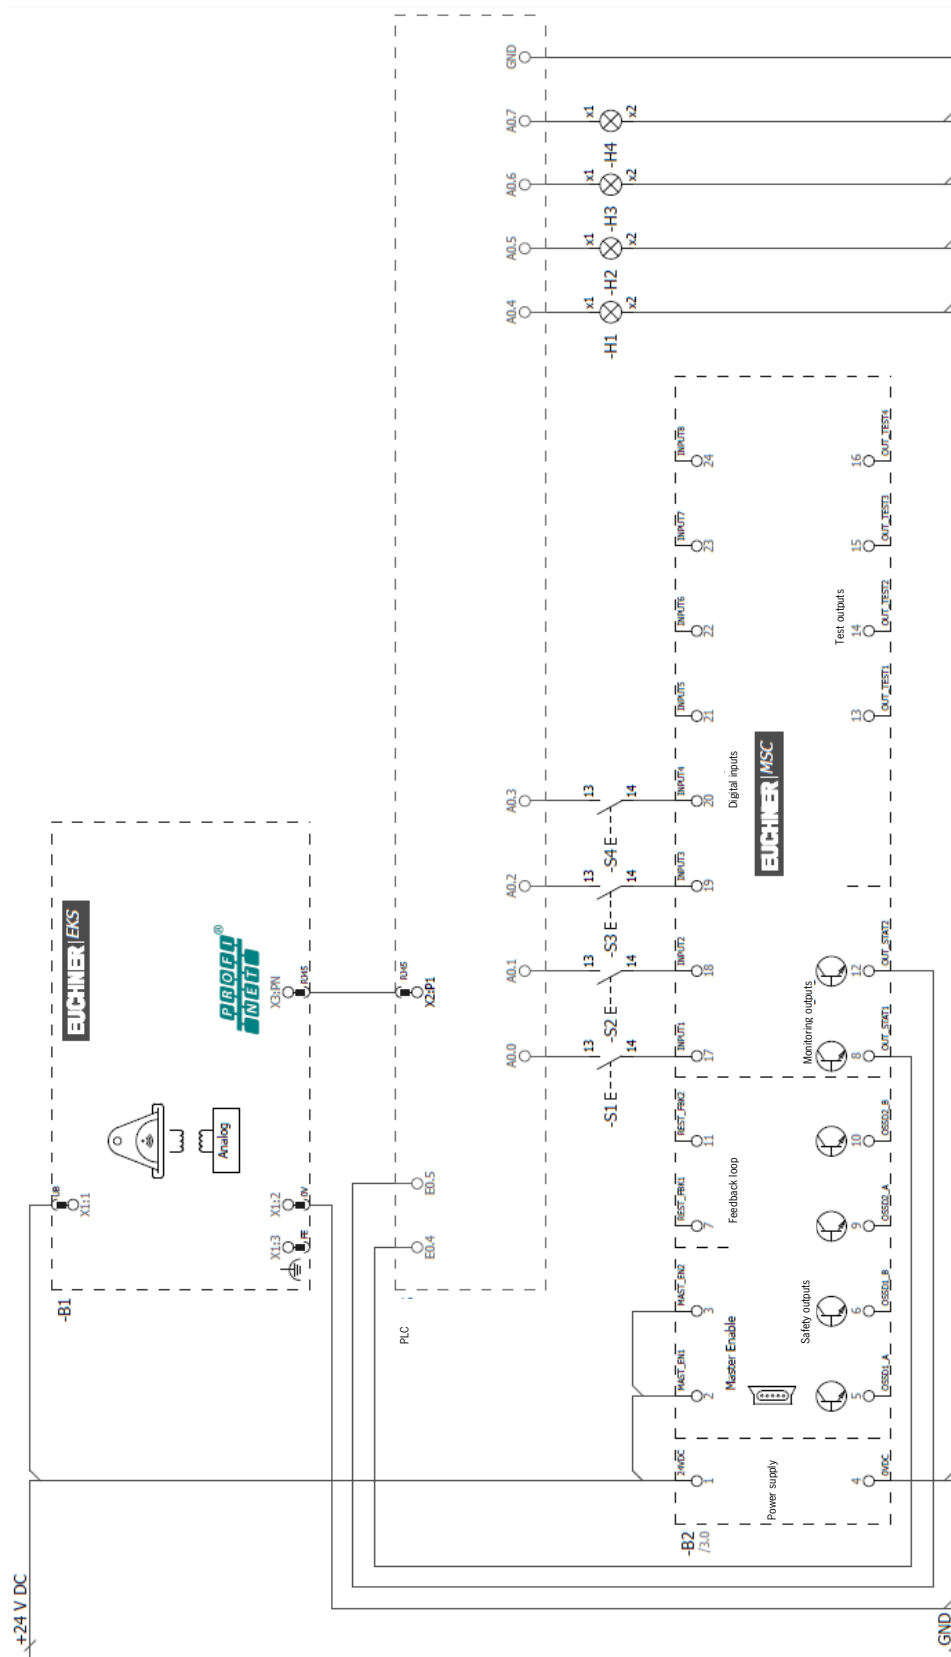 +24 V DC
-B1
EUCHNER EKS
X1:1
UB
Analog
PROFI
NET®
X1:3
PE
X1:2
0V
X3:PN
RJ45
PLC
E0.4
E0.5
X2:P1
RJ45
A0.0
A0.1
A0.2
A0.3
A0.4
A0.5
A0.6
A0.7
GND
13
13
13
13
x1
x1
x1
x1
-S1 E
-S2 E
-S3 E
-S4 E
-H1
-H2
-H3
-H4
14
14
14
14
x2
x2
x2
x2
-B2
/3.0
24VDC
MAST_EN1
MAST_EN2
REST_FBK1
REST_FBK2
INPUT1
INPUT2
INPUT3
INPUT4
INPUT5
INPUT6
INPUT7
INPUT8
1
2
3
7
11
17
18
19
20
21
22
23
24
Master Enable
Feedback loop
Digital inputs
Power supply
EUCHNER MSC
Safety outputs
Monitoring outputs
Test outputs
4
5
6
9
10
8
12
13
14
15
16
0VDC
OSSD1_A
OSSD1_B
OSSD2_A
OSSD2_B
OUT_STAT1
OUT_STAT2
OUT_TEST1
OUT_TEST2
OUT_TEST3
OUT_TEST4
GND